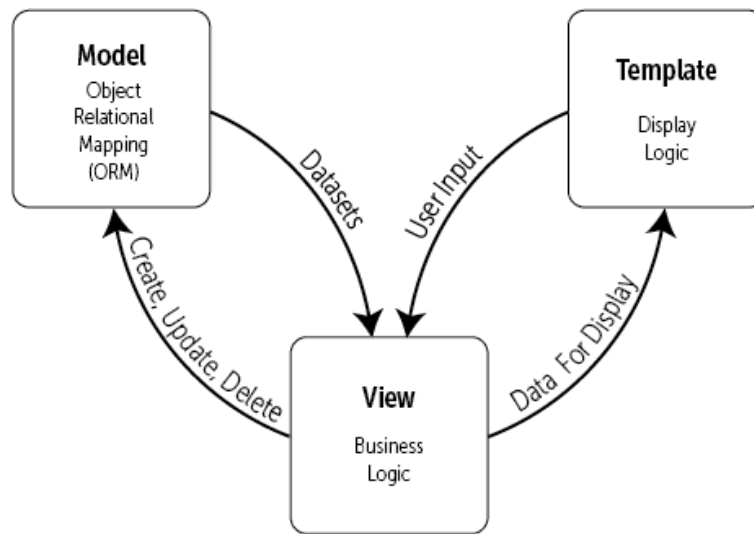 Model
Object
Relational
Mapping
(ORM)
Template
Display
Logic
Datasets
User Input
Create, Update, Delete
Data For Display
View
Business
Logic